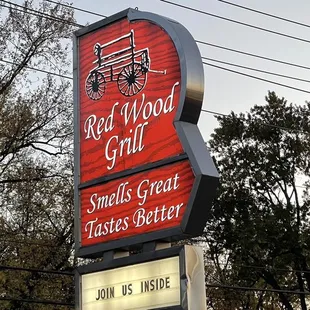 Red Wood
Grill
Smells Great
Tastes Better
JOIN US INSIDE